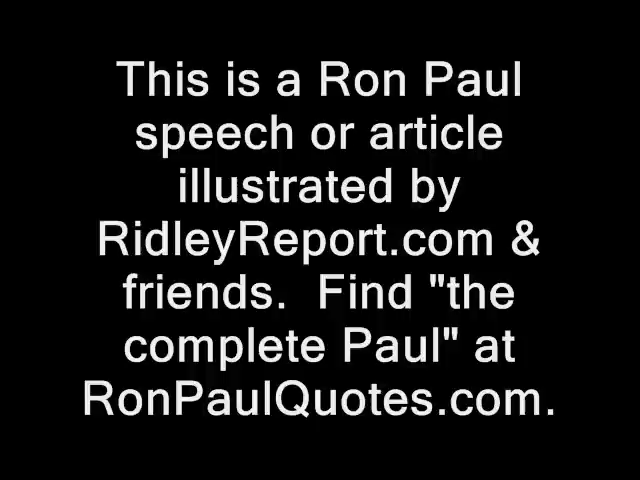 This is a Ron Paul
speech or article
illustrated by
RidleyReport.com &
friends.  Find "the
complete Paul" at
RonPaulQuotes.com.